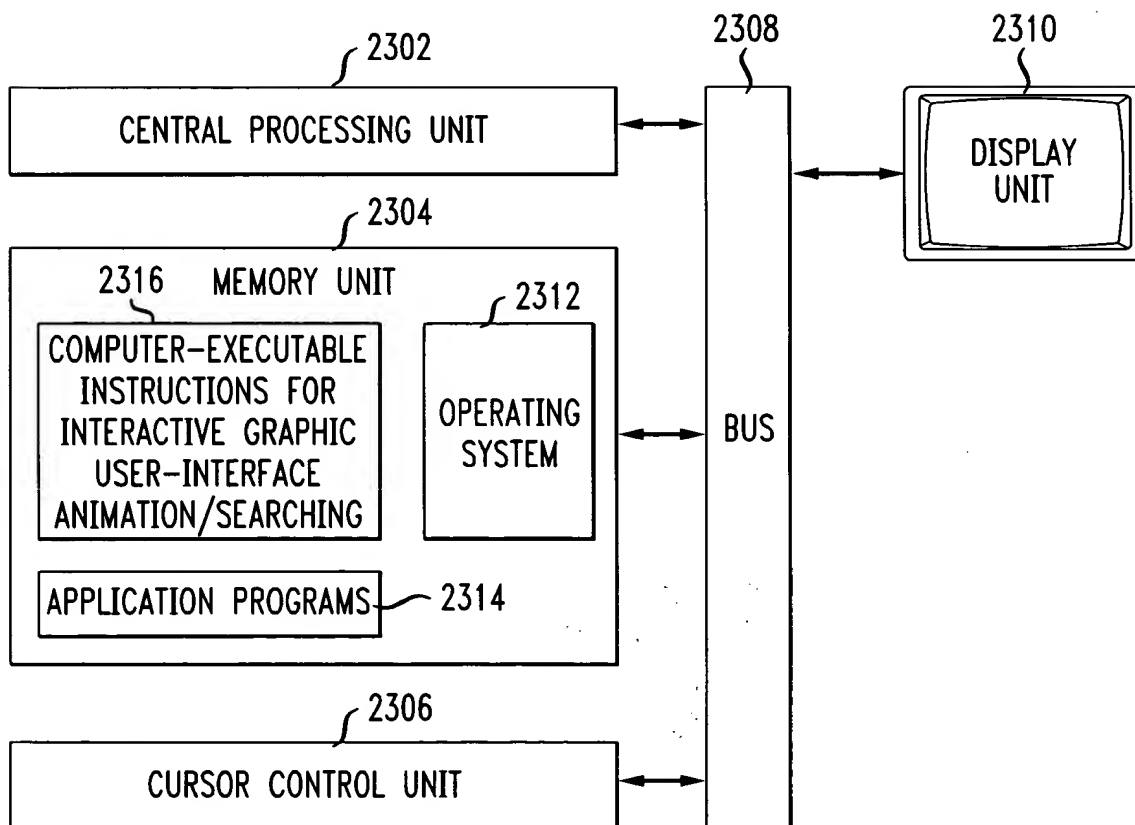 2302
CENTRAL PROCESSING UNIT
2308
2310
DISPLAY
UNIT
2304
MEMORY UNIT
2316
COMPUTER-EXECUTABLE
INSTRUCTIONS FOR
INTERACTIVE GRAPHIC
USER-INTERFACE
ANIMATION/SEARCHING
2312
OPERATING
SYSTEM
APPLICATION PROGRAMS
2314
BUS
2306
CURSOR CONTROL UNIT